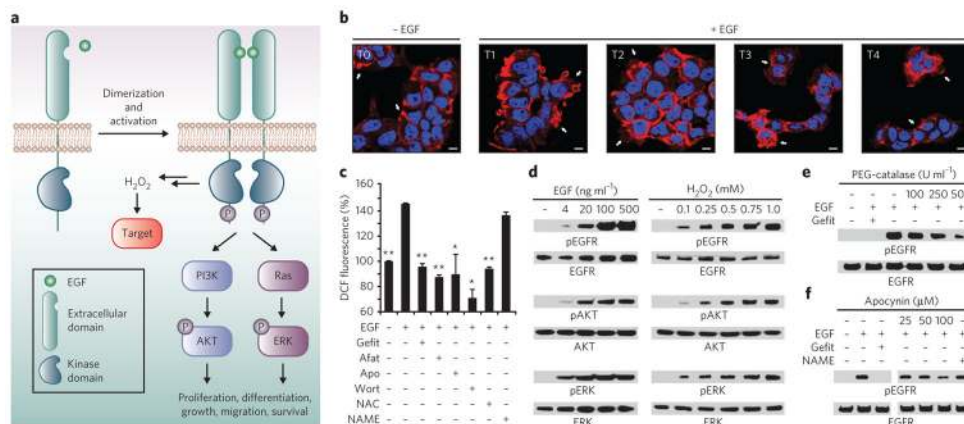 a
EGF
Dimerization
and
activation
H2O2
Target
P P
PI3K
Ras
P
AKT
P
ERK
EGF
Extracellular
domain
Kinase
domain
Proliferation, differentiation,
growth, migration, survival
b
– EGF
+ EGF
T0 T1 T2 T3 T4
c
DCF fluorescence (%)
160
140
120
100
80
60
** ** ** * * **
EGF – + + + + + + +
Gefit +
Afat +
Apo +
Wort +
NAC +
NAME +
d
EGF (ng ml–1)
– 4 20 100 500
pEGFR
EGFR
pAKT
AKT
pERK
ERK
H2O2 (mM)
– 0.1 0.25 0.5 0.75 1.0
pEGFR
EGFR
pAKT
AKT
pERK
ERK
e
PEG-catalase (U ml–1)
– – – 100 250
EGF
Gefit
pEGFR
EGFR
f
Apocynin (μM)
– – – 25 50 100 –
EGF
Gefit
NAME
pEGFR
EGFR